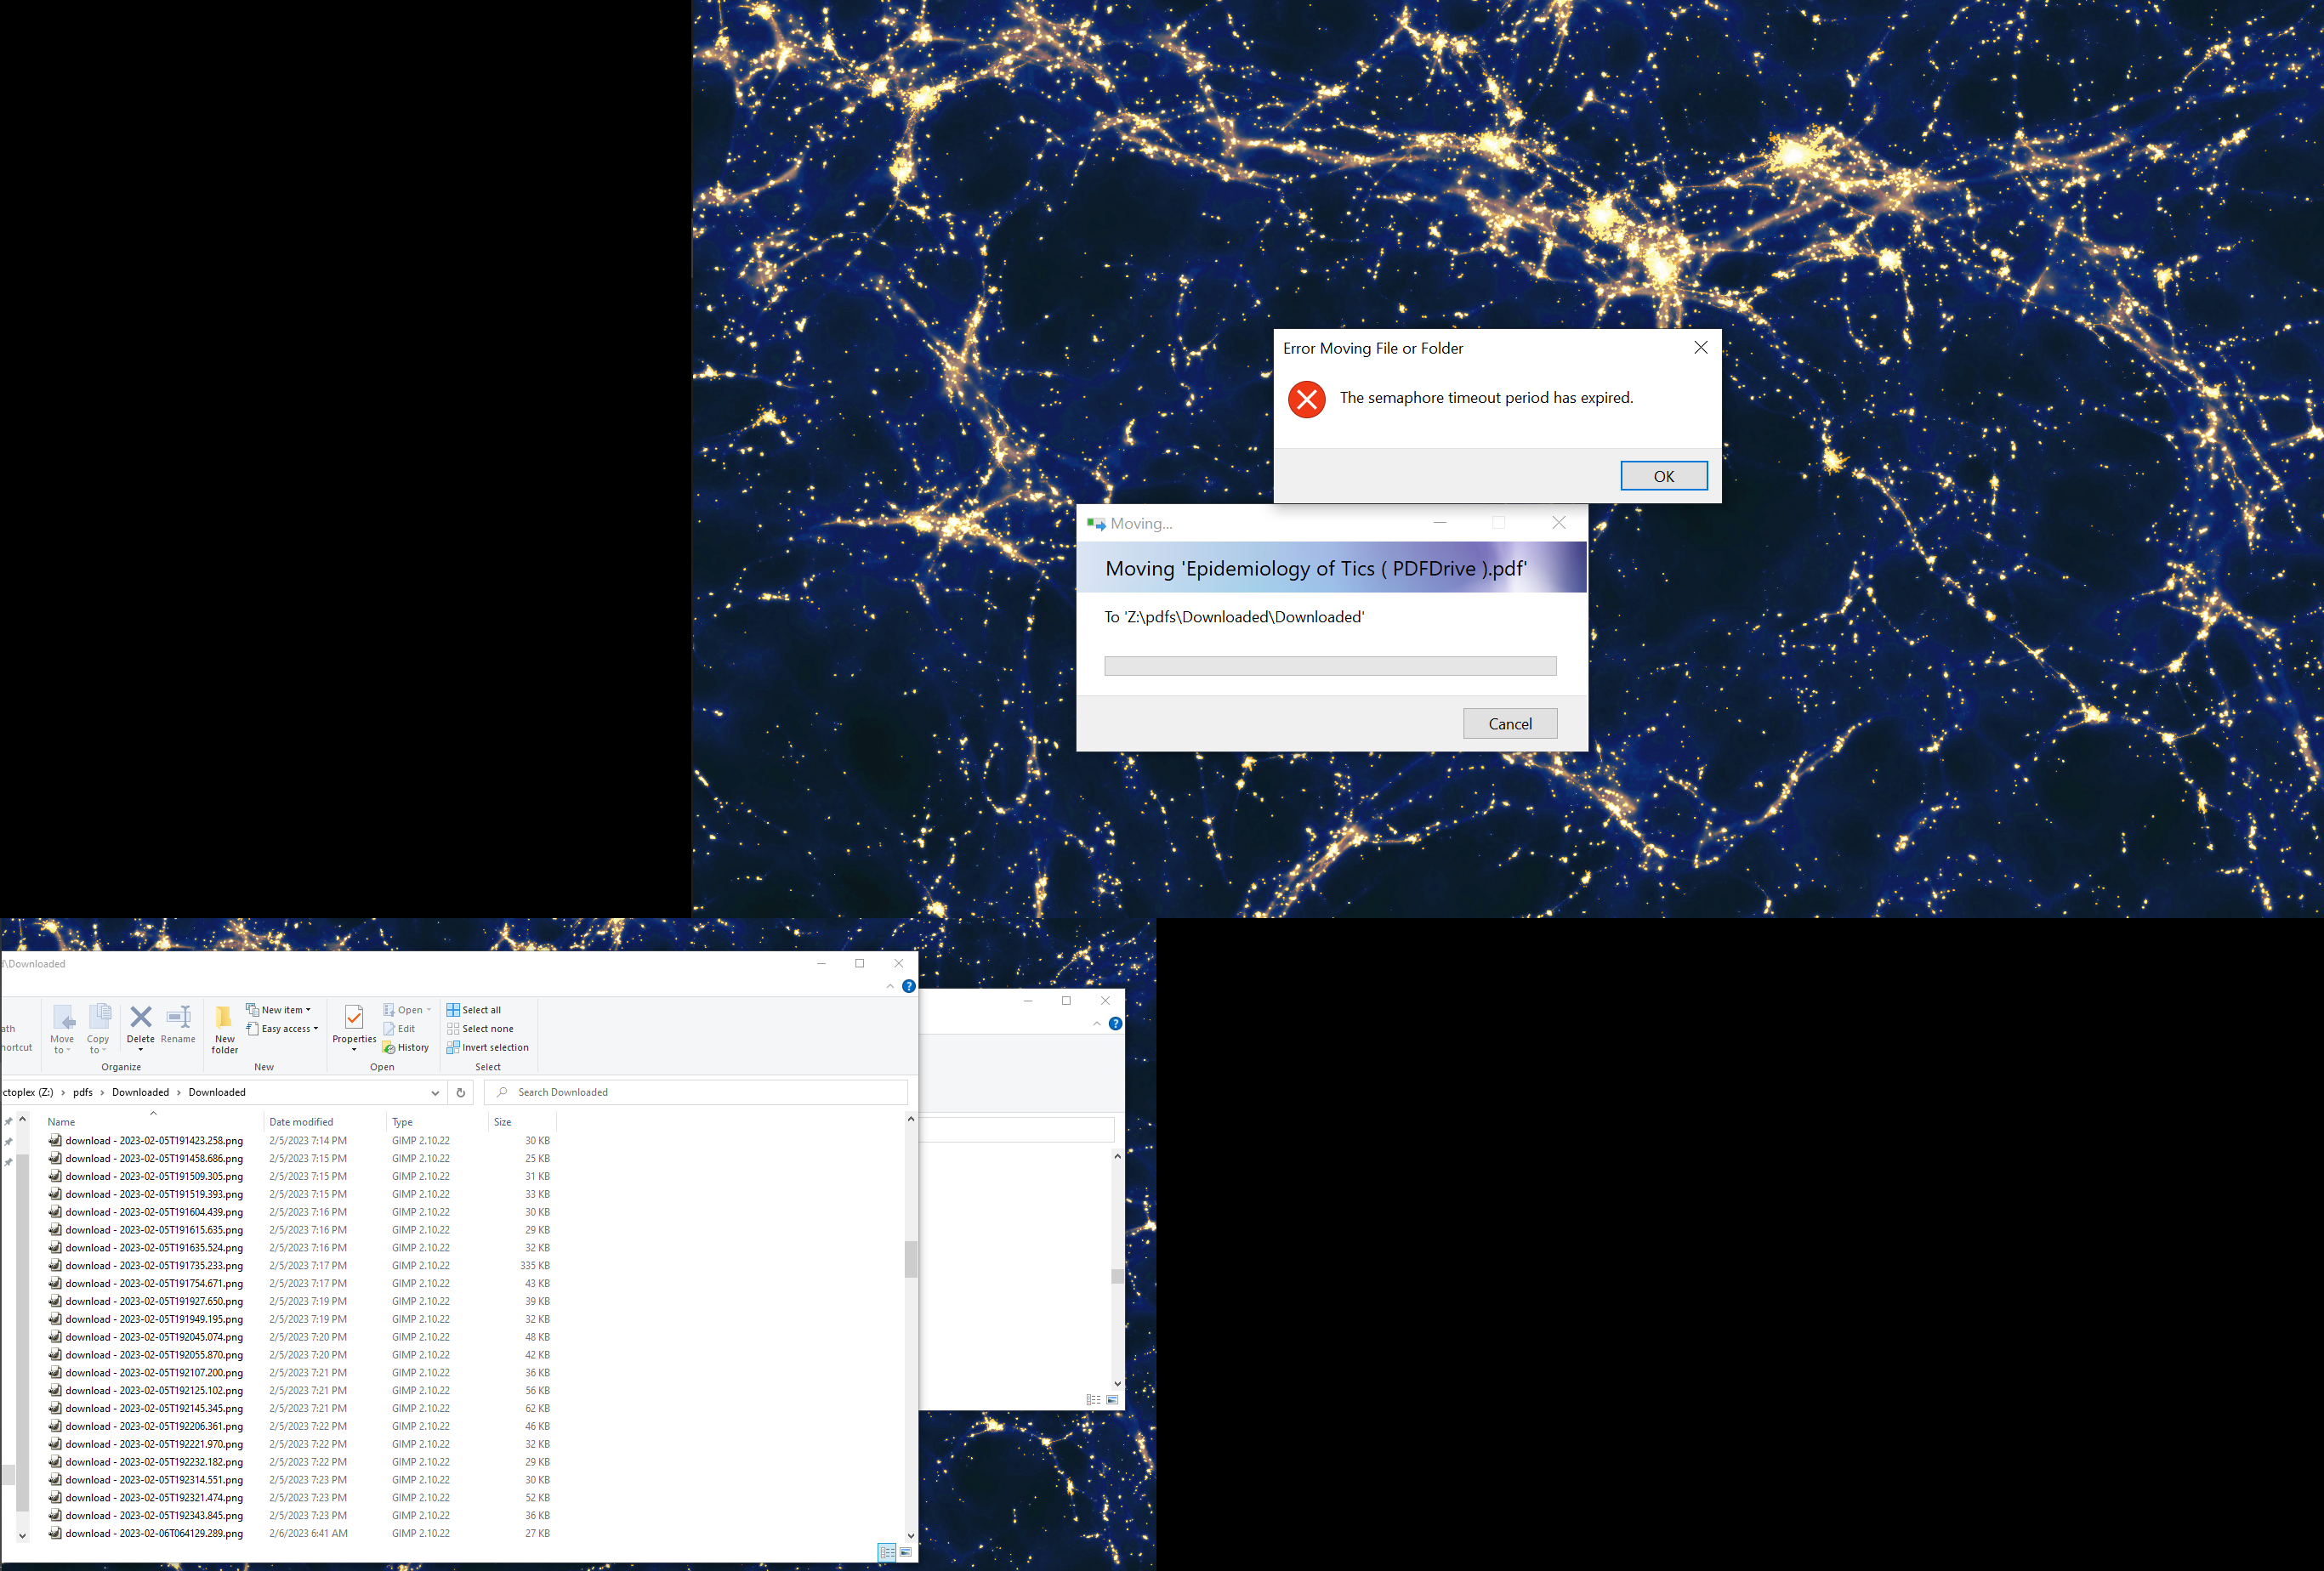 Error Moving File or Folder
The semaphore timeout period has expired.
OK
Moving...
Moving 'Epidemiology of Tics ( PDFDrive ).pdf'
To 'Z:\pdfs\Downloaded\Downloaded'
Cancel
d\Downloaded
ath
hortcut
Move to
Copy to
Delete
Rename
Organize
New folder
New item
Easy access
New
Properties
Open
Edit
History
Open
Select all
Select none
Invert selection
Select
ctoplex (Z:) > pdfs > Downloaded > Downloaded
Search Downloaded
Name Date modified Type Size
download - 2023-02-05T191423.258.png 2/5/2023 7:14 PM GIMP 2.10.22 30 KB
download - 2023-02-05T191458.686.png 2/5/2023 7:15 PM GIMP 2.10.22 25 KB
download - 2023-02-05T191509.305.png 2/5/2023 7:15 PM GIMP 2.10.22 31 KB
download - 2023-02-05T191519.393.png 2/5/2023 7:15 PM GIMP 2.10.22 33 KB
download - 2023-02-05T191604.439.png 2/5/2023 7:16 PM GIMP 2.10.22 30 KB
download - 2023-02-05T191615.635.png 2/5/2023 7:16 PM GIMP 2.10.22 29 KB
download - 2023-02-05T191635.524.png 2/5/2023 7:16 PM GIMP 2.10.22 32 KB
download - 2023-02-05T191735.233.png 2/5/2023 7:17 PM GIMP 2.10.22 335 KB
download - 2023-02-05T191754.671.png 2/5/2023 7:17 PM GIMP 2.10.22 43 KB
download - 2023-02-05T191927.650.png 2/5/2023 7:19 PM GIMP 2.10.22 39 KB
download - 2023-02-05T191949.195.png 2/5/2023 7:19 PM GIMP 2.10.22 32 KB
download - 2023-02-05T192045.074.png 2/5/2023 7:20 PM GIMP 2.10.22 48 KB
download - 2023-02-05T192055.870.png 2/5/2023 7:20 PM GIMP 2.10.22 42 KB
download - 2023-02-05T192107.200.png 2/5/2023 7:21 PM GIMP 2.10.22 36 KB
download - 2023-02-05T192125.102.png 2/5/2023 7:21 PM GIMP 2.10.22 56 KB
download - 2023-02-05T192145.345.png 2/5/2023 7:21 PM GIMP 2.10.22 62 KB
download - 2023-02-05T192206.361.png 2/5/2023 7:22 PM GIMP 2.10.22 46 KB
download - 2023-02-05T192221.970.png 2/5/2023 7:22 PM GIMP 2.10.22 32 KB
download - 2023-02-05T192232.182.png 2/5/2023 7:22 PM GIMP 2.10.22 29 KB
download - 2023-02-05T192314.551.png 2/5/2023 7:23 PM GIMP 2.10.22 30 KB
download - 2023-02-05T192321.474.png 2/5/2023 7:23 PM GIMP 2.10.22 52 KB
download - 2023-02-05T192343.845.png 2/5/2023 7:23 PM GIMP 2.10.22 36 KB
download - 2023-02-06T064129.289.png 2/6/2023 6:41 AM GIMP 2.10.22 27 KB